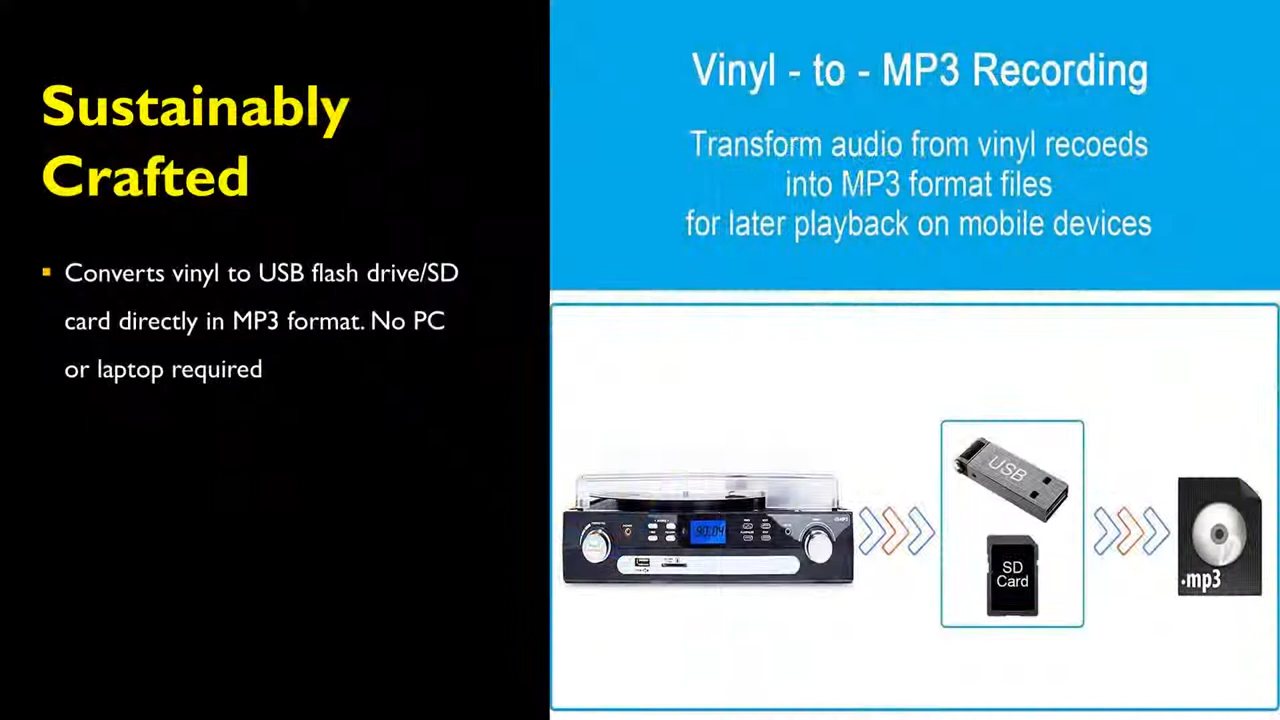 Sustainably
Crafted
Converts vinyl to USB flash drive/SD
card directly in MP3 format. No PC
or laptop required
Vinyl - to - MP3 Recording
Transform audio from vinyl recoeds
into MP3 format files
for later playback on mobile devices
USB
SD
Card
.mp3